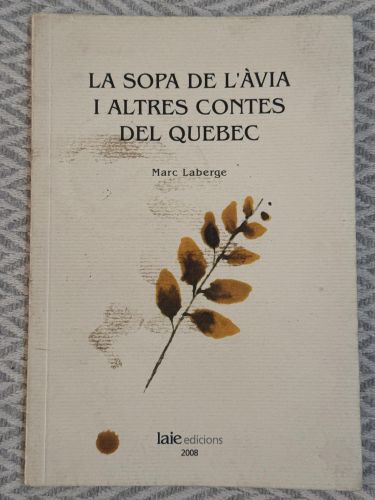 LA SOPA DE L'ÀVIA
I ALTRES CONTES
DEL QUEBEC
Marc Laberge
laie edicions
2008